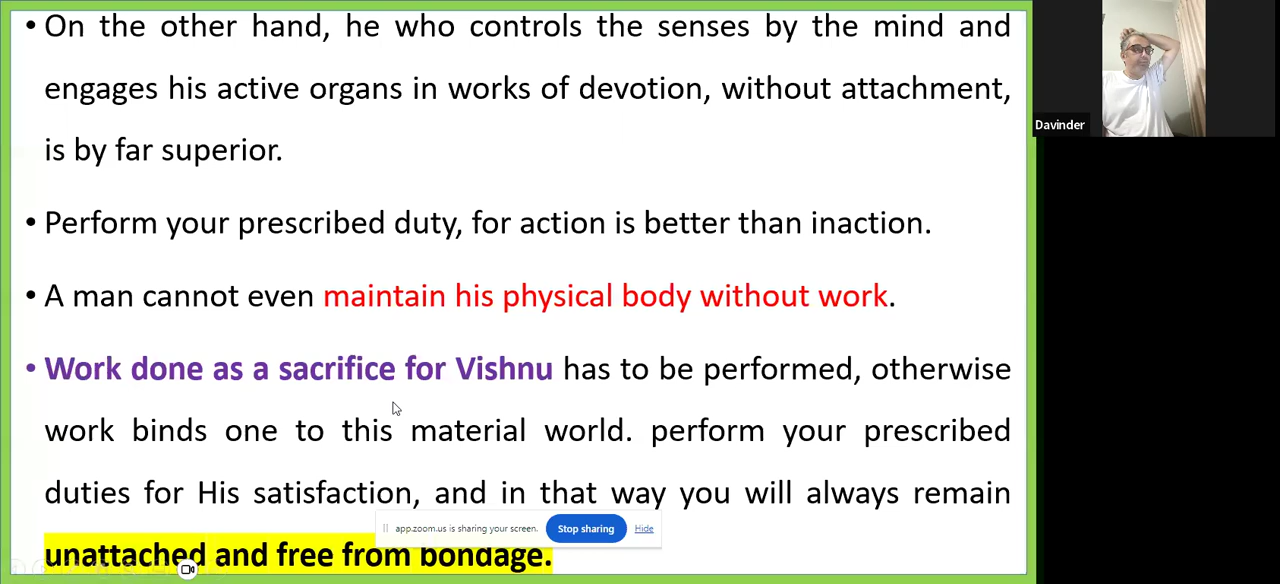 • On the other hand, he who controls the senses by the mind and
engages his active organs in works of devotion, without attachment,
is by far superior.
• Perform your prescribed duty, for action is better than inaction.
• A man cannot even maintain his physical body without work.
• Work done as a sacrifice for Vishnu has to be performed, otherwise
work binds one to this material world. perform your prescribed
duties for His satisfaction, and in that way you will always remain
app.zoom.us is sharing your screen. Stop sharing Hide
unattached and free from bondage.
Davinder